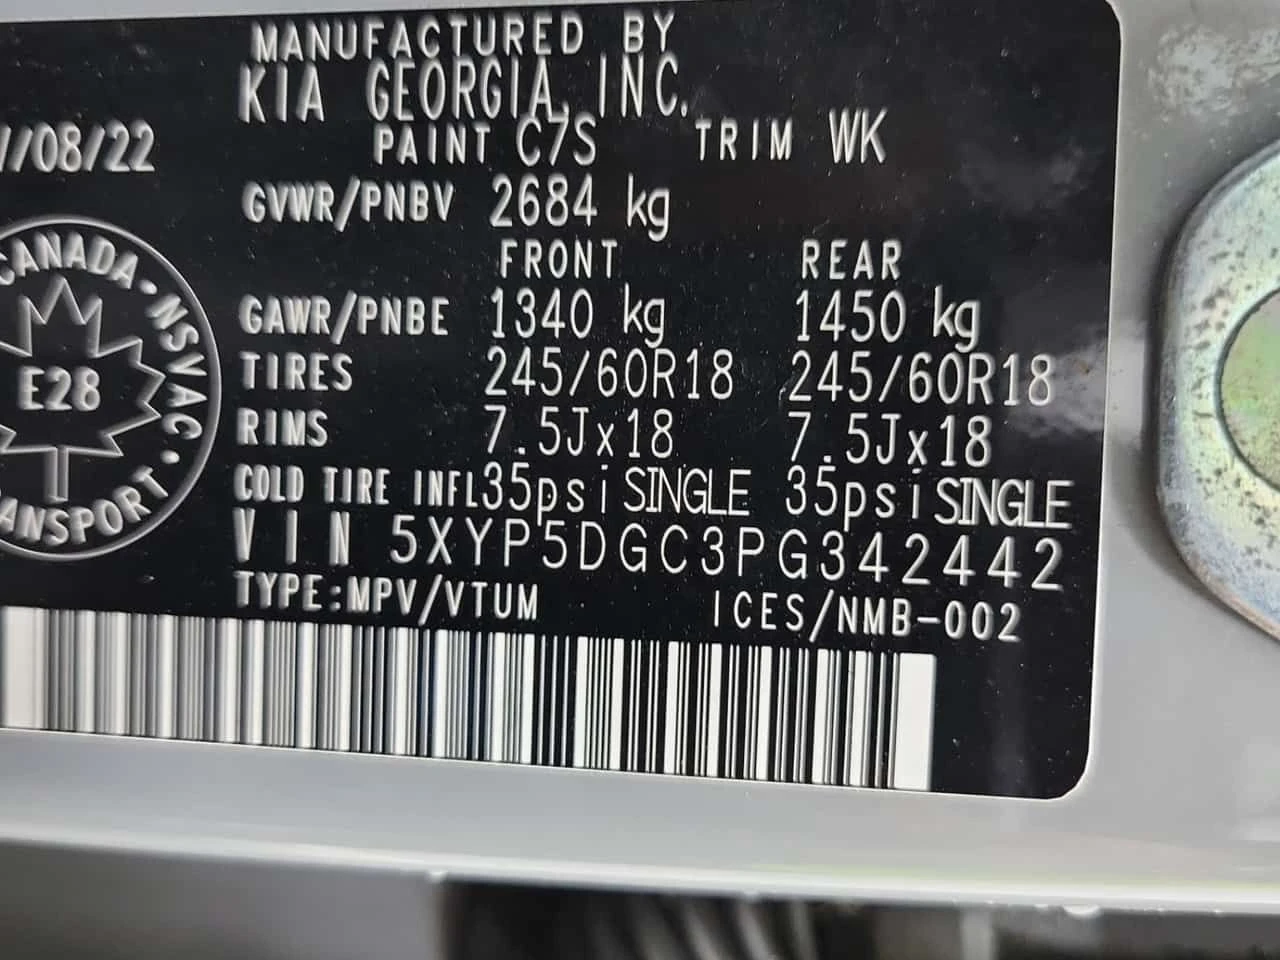 MANUFACTURED BY
KIA GEORGIA, INC.
PAINT C7S TRIM WK
/08/22
GVWR/PNBV 2684 kg
FRONT REAR
GAWR/PNBE 1340 kg 1450 kg
TIRES 245/60R18 245/60R18
RIMS 7.5Jx18 7.5Jx18
COLD TIRE INFL 35psi SINGLE 35psi SINGLE
VIN 5XYP5DGC3PG342442
TYPE:MPV/VTUM ICES/NMB-002
CANADA·NSVAC·
E28
ANSPORT